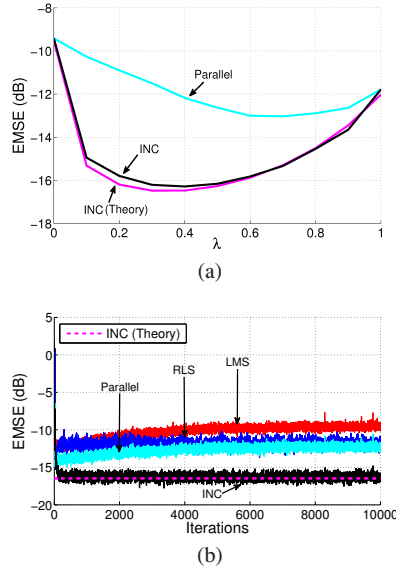 −8
−10
−12
−14
−16
−18
EMSE (dB)
Parallel
INC
INC (Theory)
0
0.2
0.4
0.6
0.8
1
λ
(a)
5
0
−5
−10
−15
−20
EMSE (dB)
INC (Theory)
Parallel
RLS
LMS
INC
0
2000
4000
6000
8000
10000
Iterations
(b)